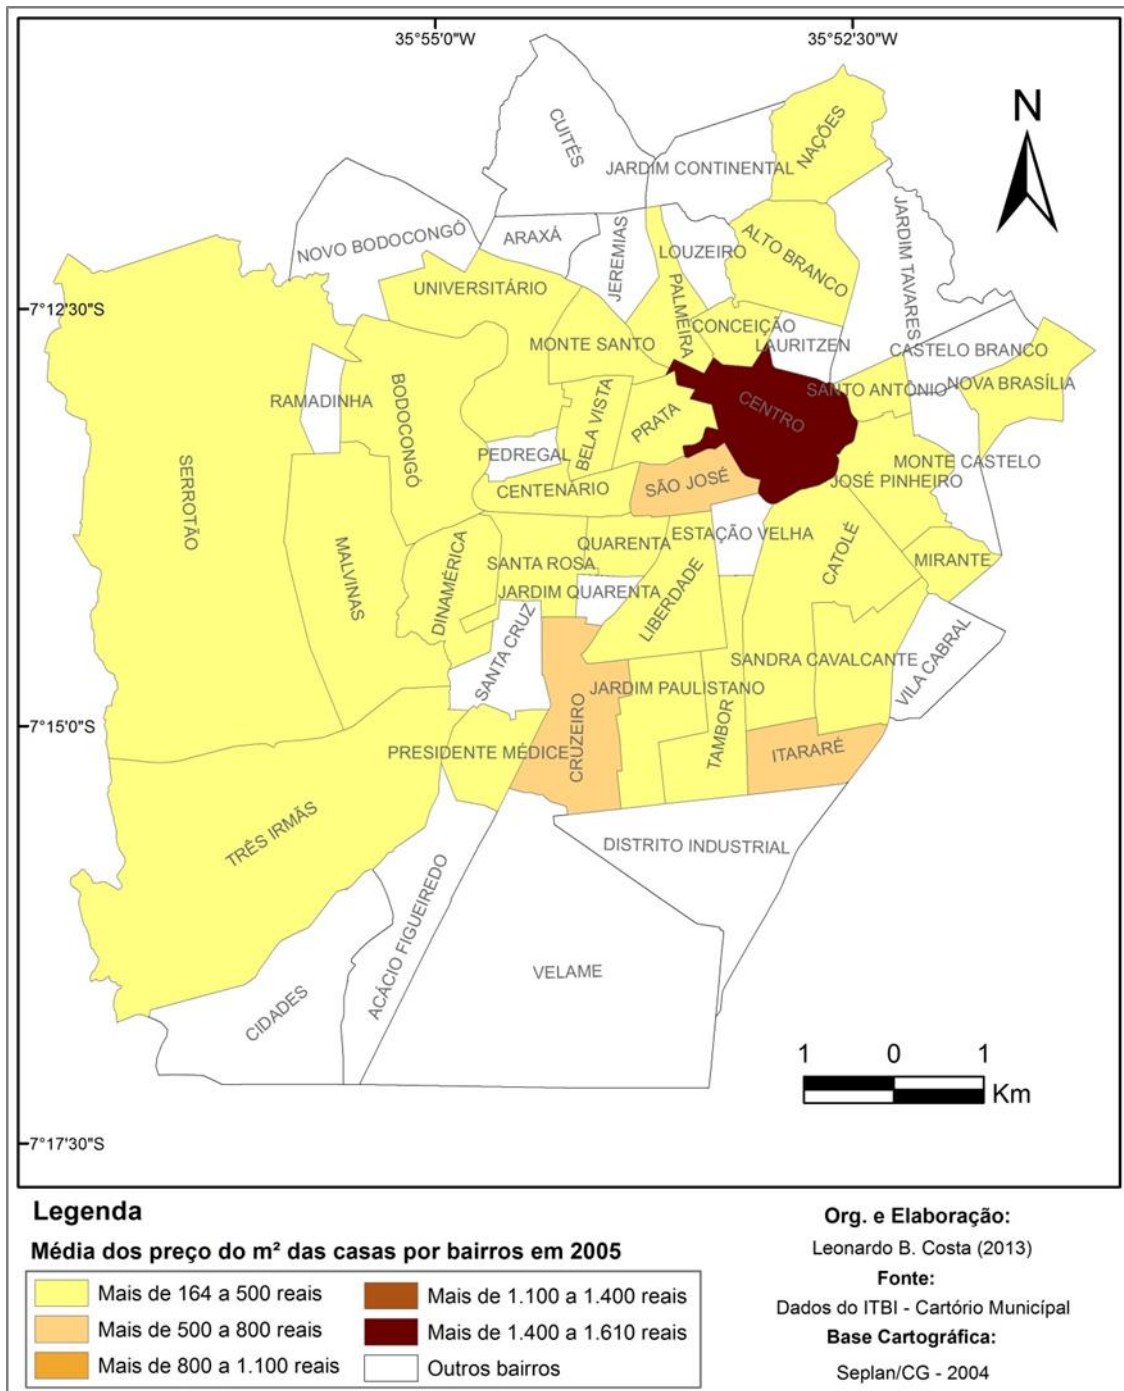 35°55'0"W
35°52'30"W
N
CUITÉS
NAÇÕES
JARDIM CONTINENTAL
JARDIM TAVARES
NOVO BODOCONGÓ
ARAXÁ
JEREMIAS
LOUZEIRO
ALTO BRANCO
UNIVERSITÁRIO
PALMEIRA
7°12'30"S
CONCEIÇÃO
MONTE SANTO
LAURITZEN
CASTELO BRANCO
SANTO ANTÔNIO
NOVA BRASÍLIA
RAMADINHA
BODOCONGÓ
BELA VISTA
PRATA
CENTRO
PEDREGAL
MONTE CASTELO
SERROTÃO
CENTENÁRIO
SÃO JOSÉ
JOSÉ PINHEIRO
MALVINAS
DINAMÉRICA
QUARENTA
ESTAÇÃO VELHA
CATOLÉ
MIRANTE
SANTA ROSA
JARDIM QUARENTA
LIBERDADE
SANTA CRUZ
SANDRA CAVALCANTE
VILA CABRAL
JARDIM PAULISTANO
7°15'0"S
PRESIDENTE MÉDICE
CRUZEIRO
TAMBOR
ITARARÉ
TRÊS IRMÃS
DISTRITO INDUSTRIAL
ACÁCIO FIGUEIREDO
VELAME
CIDADES
1 0 1
Km
7°17'30"S
Legenda
Média dos preço do m² das casas por bairros em 2005
Mais de 164 a 500 reais
Mais de 500 a 800 reais
Mais de 800 a 1.100 reais
Mais de 1.100 a 1.400 reais
Mais de 1.400 a 1.610 reais
Outros bairros
Org. e Elaboração:
Leonardo B. Costa (2013)
Fonte:
Dados do ITBI - Cartório Municípal
Base Cartográfica:
Seplan/CG - 2004